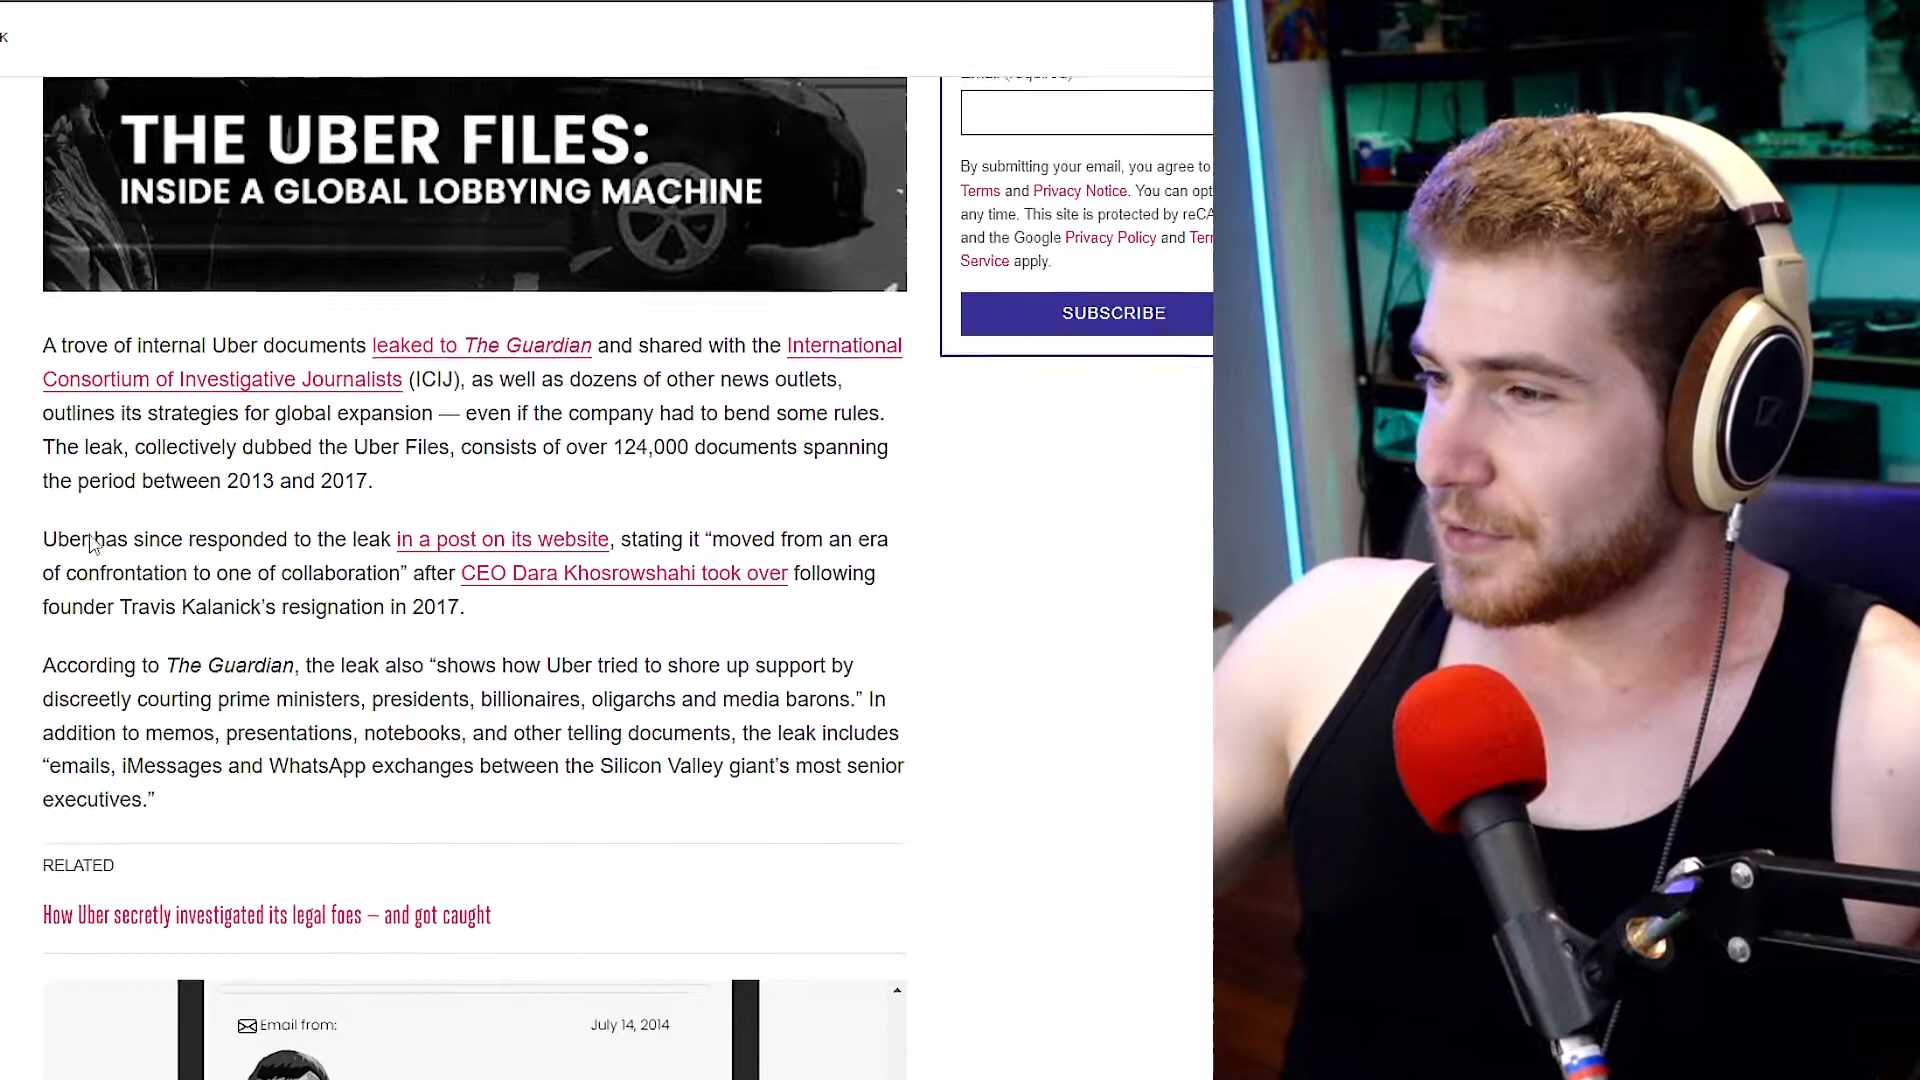 K
THE UBER FILES:
INSIDE A GLOBAL LOBBYING MACHINE
A trove of internal Uber documents leaked to The Guardian and shared with the International
Consortium of Investigative Journalists (ICIJ), as well as dozens of other news outlets,
outlines its strategies for global expansion — even if the company had to bend some rules.
The leak, collectively dubbed the Uber Files, consists of over 124,000 documents spanning
the period between 2013 and 2017.
Uber has since responded to the leak in a post on its website, stating it “moved from an era
of confrontation to one of collaboration” after CEO Dara Khosrowshahi took over following
founder Travis Kalanick’s resignation in 2017.
According to The Guardian, the leak also “shows how Uber tried to shore up support by
discreetly courting prime ministers, presidents, billionaires, oligarchs and media barons.” In
addition to memos, presentations, notebooks, and other telling documents, the leak includes
“emails, iMessages and WhatsApp exchanges between the Silicon Valley giant’s most senior
executives.”
RELATED
How Uber secretly investigated its legal foes – and got caught
Email from:
July 14, 2014
By submitting your email, you agree to
Terms and Privacy Notice. You can opt
any time. This site is protected by reCA
and the Google Privacy Policy and Ter
Service apply.
SUBSCRIBE